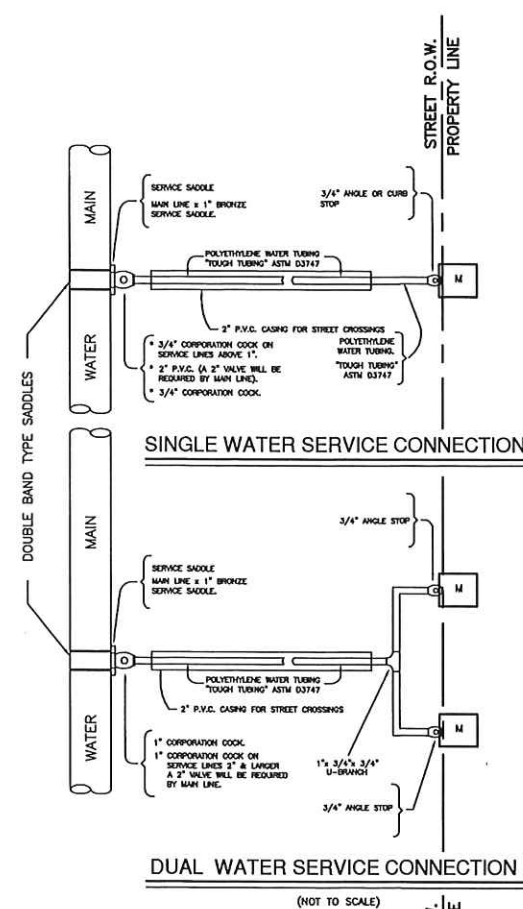 STREET R.O.W.
PROPERTY LINE
MAIN
SERVICE SADDLE
MAIN LINE x 1" BRONZE
SERVICE SADDLE.
3/4" ANGLE OR CURB
STOP
POLYETHYLENE WATER TUBING
"TOUGH TUBING" ASTM D3747
M
2" P.V.C. CASING FOR STREET CROSSINGS
WATER
* 3/4" CORPORATION COCK ON
SERVICE LINES ABOVE 1".
* 2" P.V.C. (A 2" VALVE WILL BE
REQUIRED BY MAIN LINE).
* 3/4" CORPORATION COCK.
POLYETHYLENE
WATER TUBING.
"TOUGH TUBING"
ASTM D3747
DOUBLE BAND TYPE SADDLES
SINGLE WATER SERVICE CONNECTION
MAIN
3/4" ANGLE STOP
SERVICE SADDLE
MAIN LINE x 1" BRONZE
SERVICE SADDLE.
M
POLYETHYLENE WATER TUBING
"TOUGH TUBING" ASTM D3747
2" P.V.C. CASING FOR STREET CROSSINGS
M
WATER
1" CORPORATION COCK.
1" CORPORATION COCK ON
SERVICE LINES 2" & LARGER
A 2" VALVE WILL BE REQUIRED
BY MAIN LINE.
1"x 3/4"x 3/4"
U-BRANCH
3/4" ANGLE STOP
DUAL WATER SERVICE CONNECTION
(NOT TO SCALE)